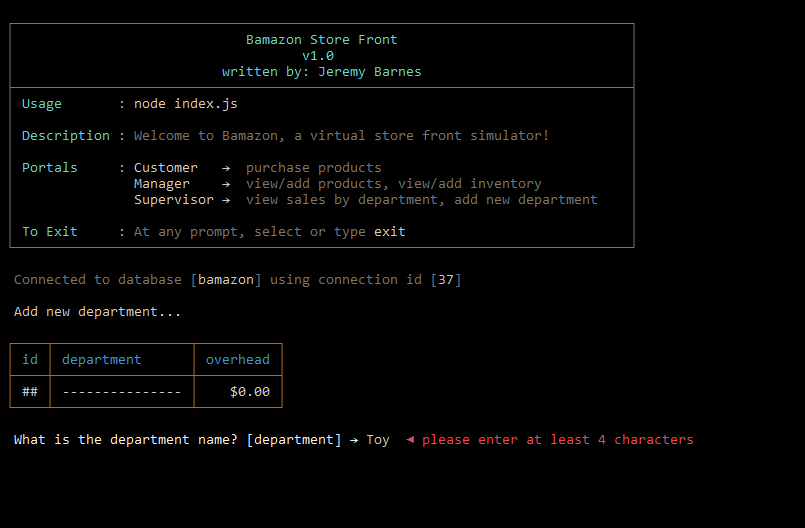 Bamazon Store Front
v1.0
written by: Jeremy Barnes
Usage : node index.js
Description : Welcome to Bamazon, a virtual store front simulator!
Portals : Customer → purchase products
Manager → view/add products, view/add inventory
Supervisor → view sales by department, add new department
To Exit : At any prompt, select or type exit
Connected to database [bamazon] using connection id [37]
Add new department...
id department overhead
## --------------- $0.00
What is the department name? [department] → Toy ◄ please enter at least 4 characters